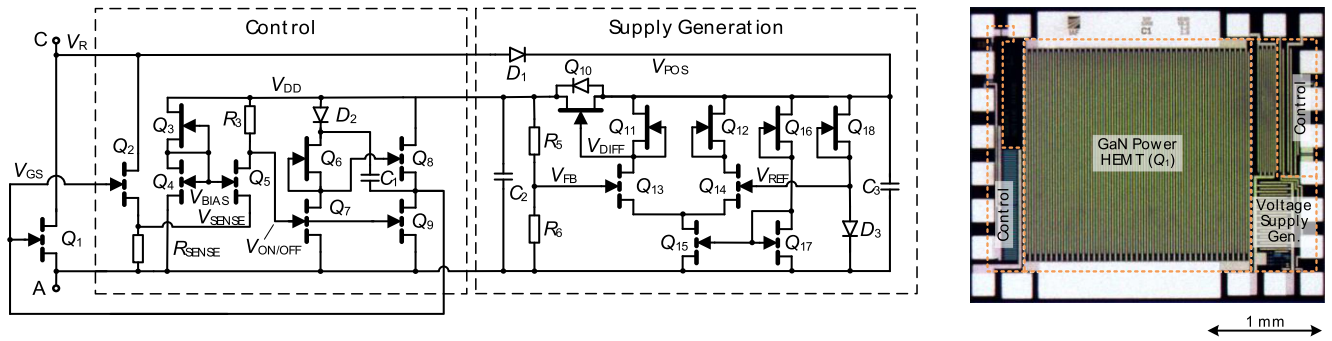 Control
Supply Generation
C
V_R
D_1
Q_10
V_POS
V_DD
Q_3
R_3
D_2
Q_11
Q_12
Q_16
Q_18
Q_2
Q_6
Q_8
R_5
V_DIFF
V_GS
Q_4
Q_5
C_1
C_2
V_FB
Q_13
Q_14
V_REF
C_3
V_BIAS
V_SENSE
Q_7
Q_9
Q_1
R_SENSE
V_ON/OFF
R_6
Q_15
Q_17
D_3
A
GaN Power
HEMT (Q_1)
Control
Control
Voltage
Supply
Gen.
1 mm